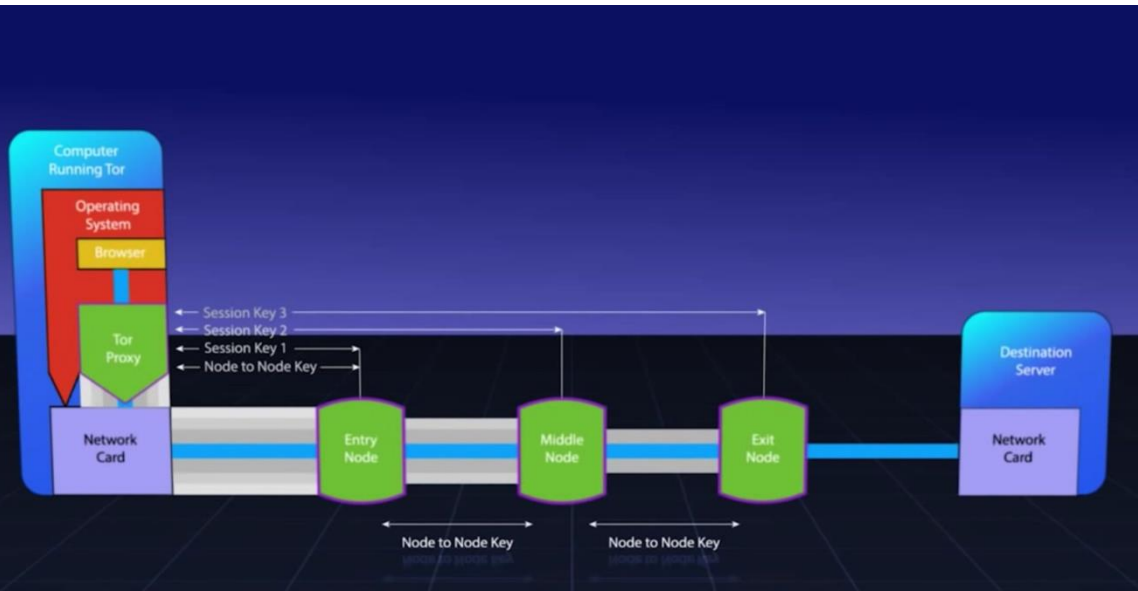 Computer
Running Tor
Operating
System
Browser
Tor
Proxy
Network
Card
Session Key 3
Session Key 2
Session Key 1
Node to Node Key
Entry
Node
Middle
Node
Exit
Node
Node to Node Key
Node to Node Key
Destination
Server
Network
Card